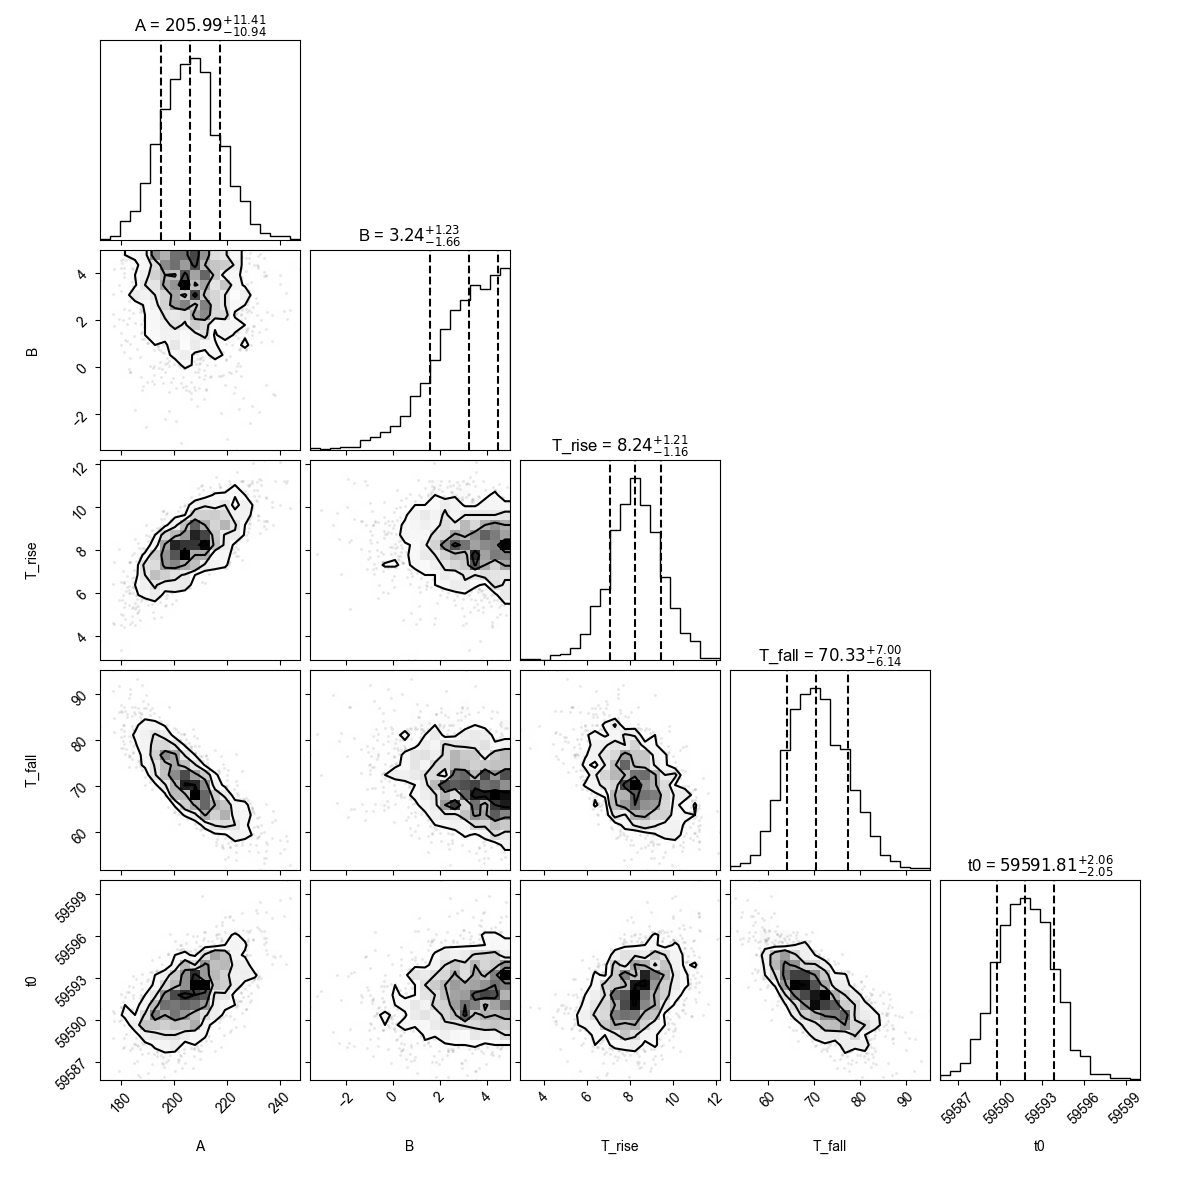 A = 205.99+11.41−10.94
B = 3.24+1.23−1.66
4
2
0
−2
B
T_rise = 8.24+1.21−1.16
12
10
8
6
4
T_rise
T_fall = 70.33+7.00−6.14
90
80
70
60
T_fall
t0 = 59591.81+2.06−2.05
59599
59596
59593
59590
59587
t0
180 200 220 240 −2 0 2 4 4 6 8 10 12 60 70 80 90 59587 59590 59593 59596 59599
A B T_rise T_fall t0